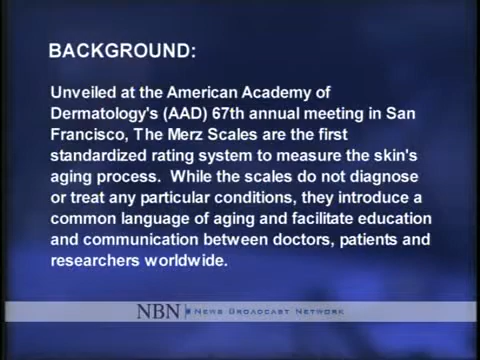 BACKGROUND:
Unveiled at the American Academy of
Dermatology's (AAD) 67th annual meeting in San
Francisco, The Merz Scales are the first
standardized rating system to measure the skin's
aging process.  While the scales do not diagnose
or treat any particular conditions, they introduce a
common language of aging and facilitate education
and communication between doctors, patients and
researchers worldwide.
NBN News Broadcast Network